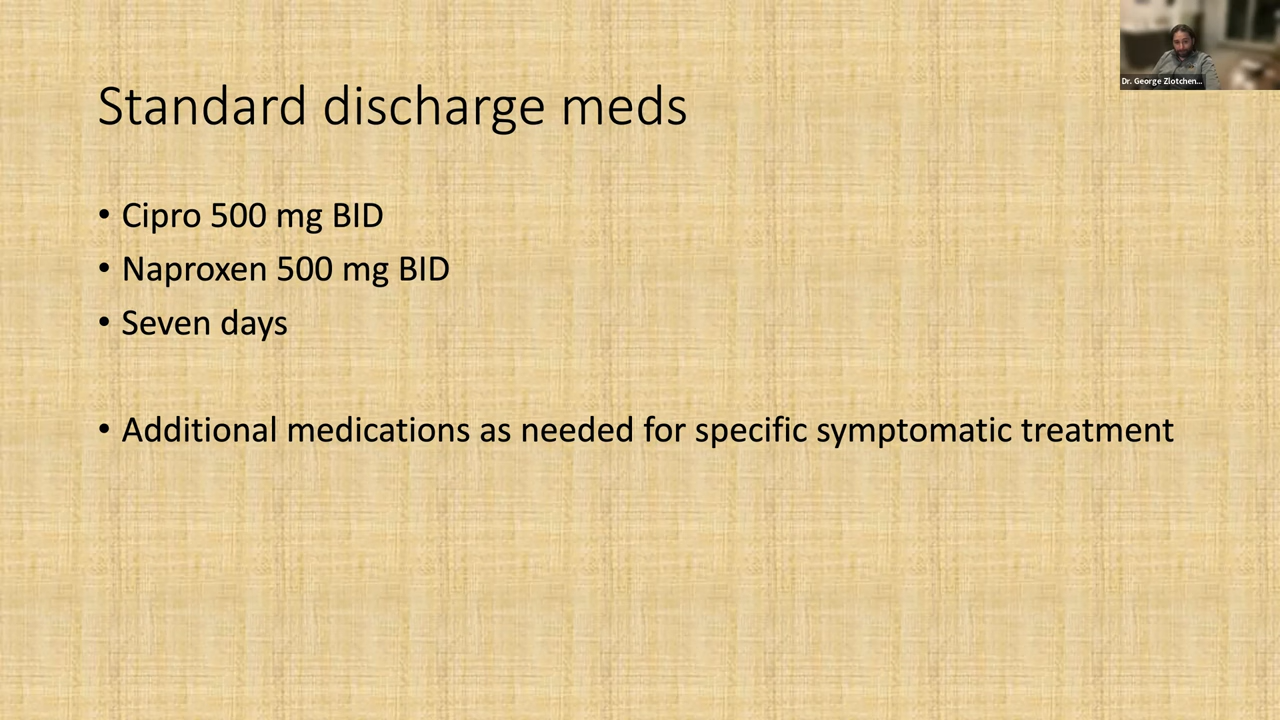 Dr. George Zlotchen...
Standard discharge meds
• Cipro 500 mg BID
• Naproxen 500 mg BID
• Seven days
• Additional medications as needed for specific symptomatic treatment